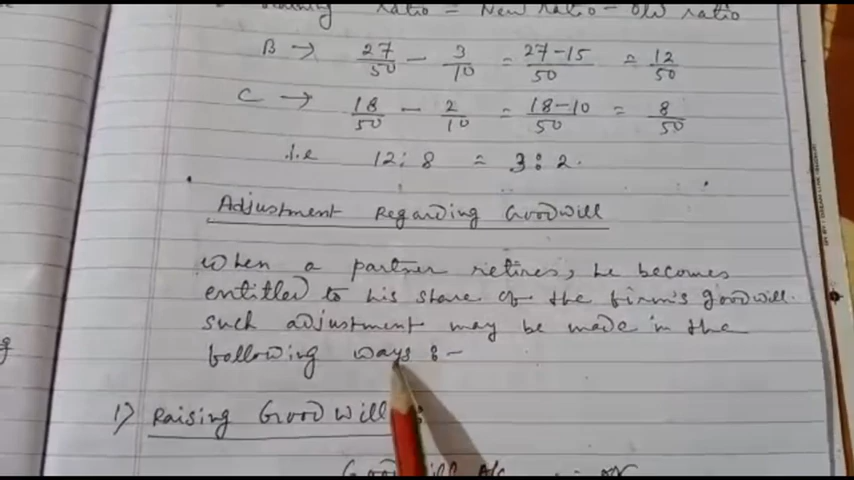 Gaining ratio = New ratio - Old ratio
B → 27/50 - 3/10 = 27-15/50 = 12/50
C → 18/50 - 2/10 = 18-10/50 = 8/50
I.e 12:8 = 3:2.
Adjustment Regarding Goodwill
When a partner retires, he becomes
entitled to his share of the firm's goodwill.
such adjustment may be made in the
following ways :-
1) Raising Goodwill :
Goodwill A/c